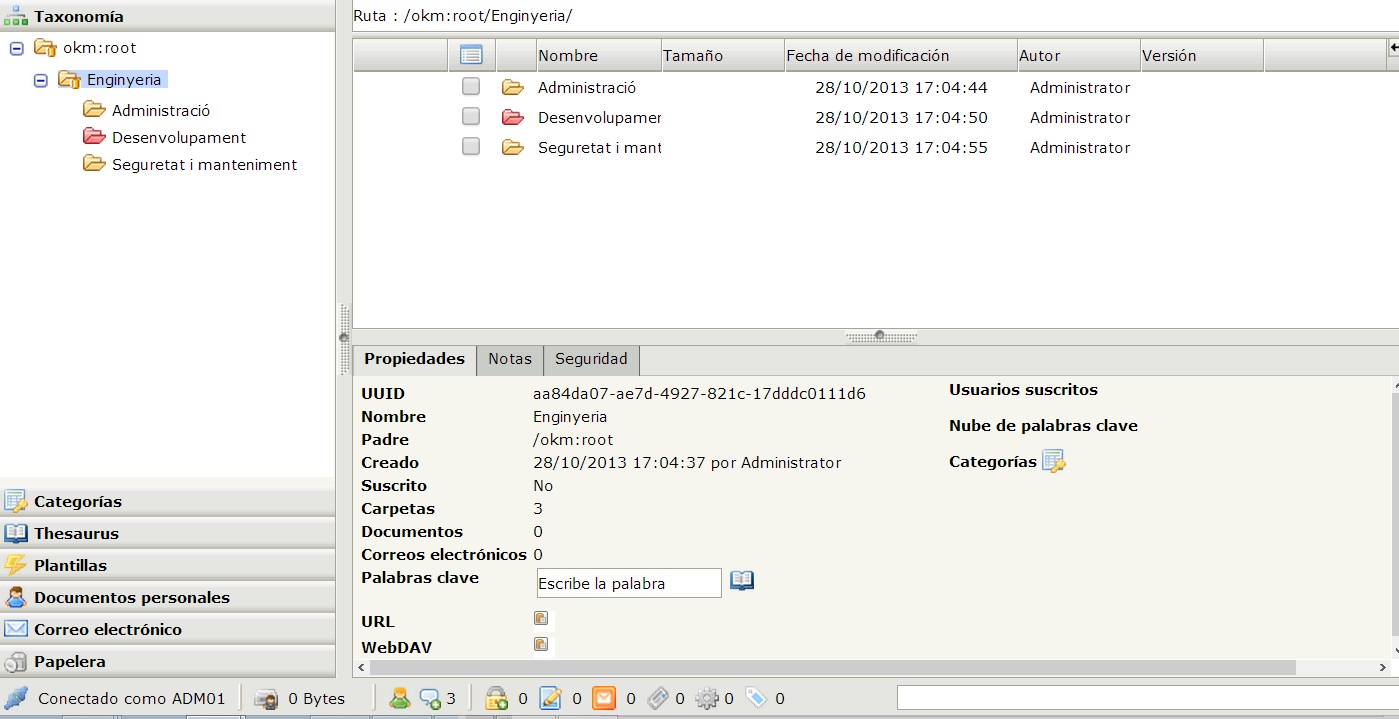 Taxonomía
okm:root
Enginyeria
Administració
Desenvolupament
Seguretat i manteniment
Categorías
Thesaurus
Plantillas
Documentos personales
Correo electrónico
Papelera
Ruta : /okm:root/Enginyeria/
Nombre Tamaño Fecha de modificación Autor Versión
Administració 28/10/2013 17:04:44 Administrator
Desenvolupamer 28/10/2013 17:04:50 Administrator
Seguretat i mant 28/10/2013 17:04:55 Administrator
Propiedades Notas Seguridad
UUID aa84da07-ae7d-4927-821c-17dddc0111d6
Nombre Enginyeria
Padre /okm:root
Creado 28/10/2013 17:04:37 por Administrator
Suscrito No
Carpetas 3
Documentos 0
Correos electrónicos 0
Palabras clave Escribe la palabra
URL
WebDAV
Usuarios suscritos
Nube de palabras clave
Categorías
Conectado como ADM01 0 Bytes 3 0 0 0 0 0 0